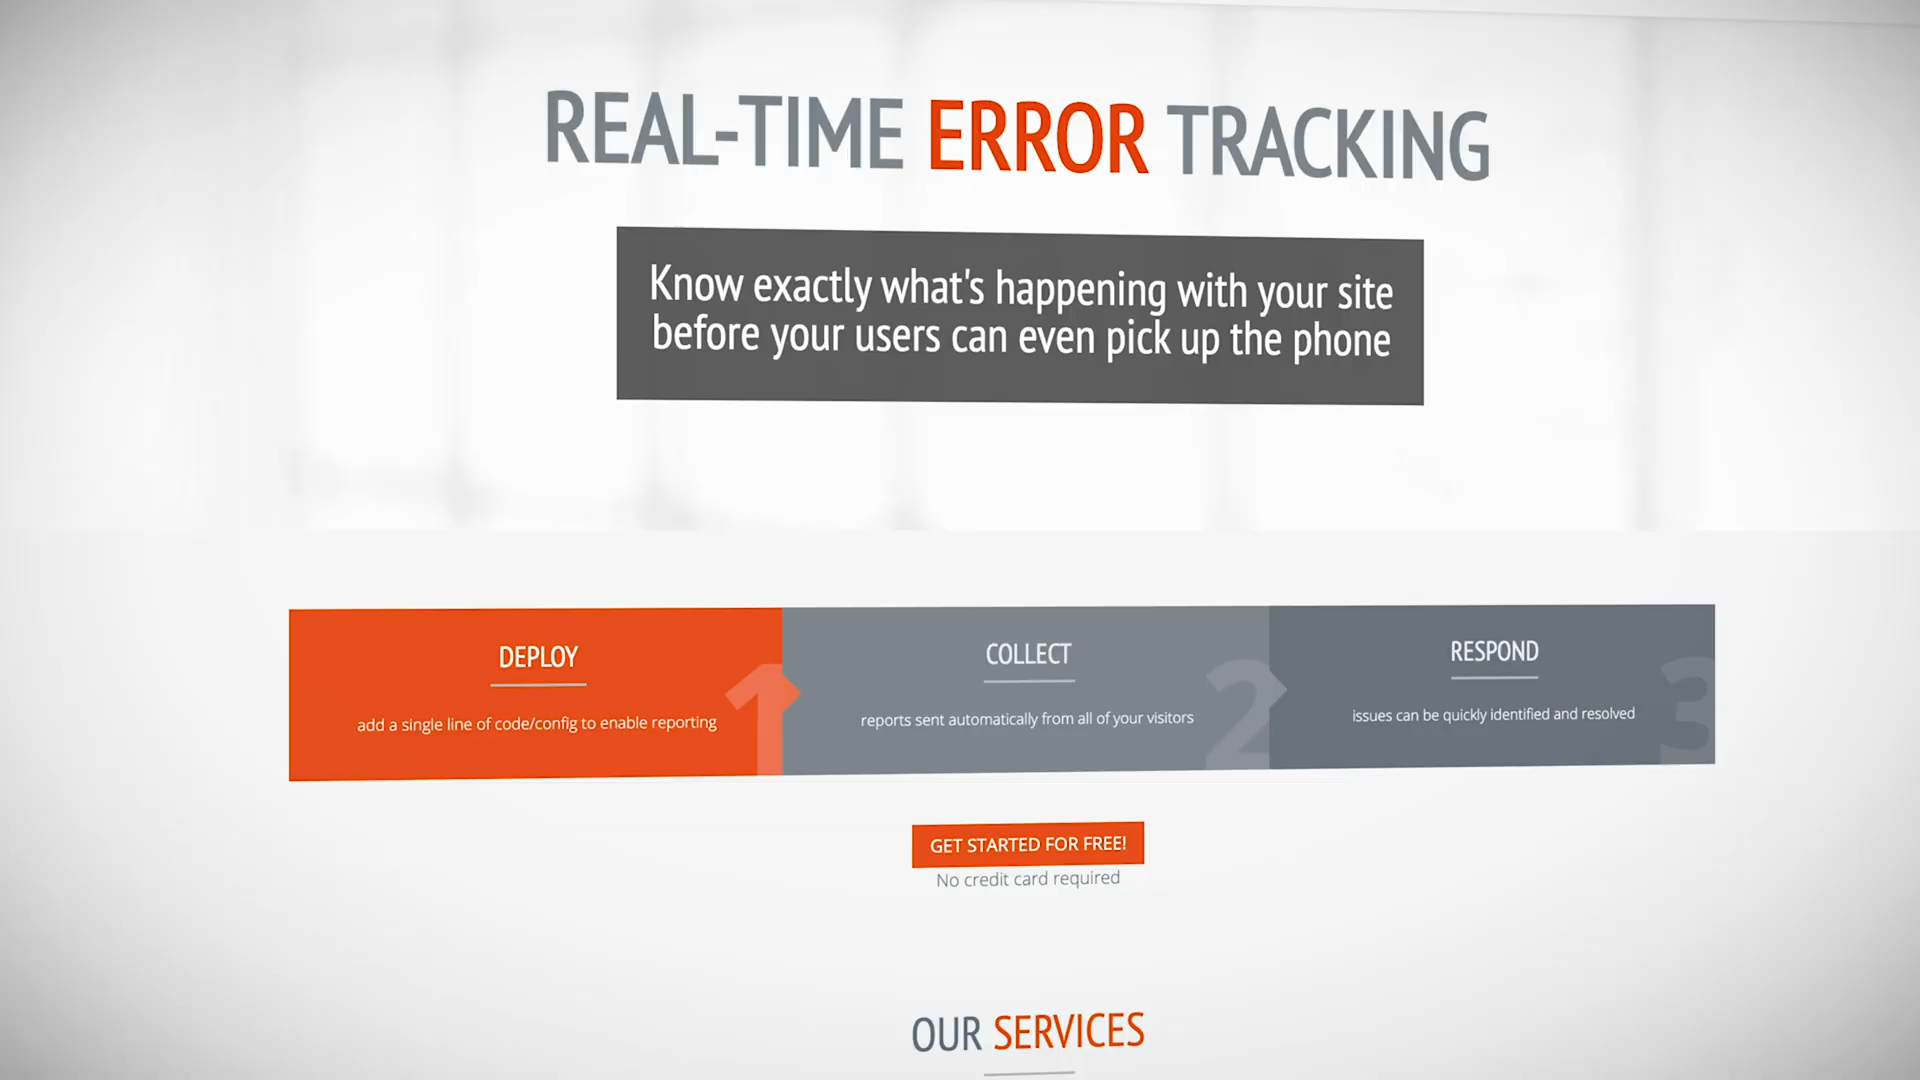 REAL-TIME ERROR TRACKING
Know exactly what's happening with your site
before your users can even pick up the phone
DEPLOY
add a single line of code/config to enable reporting
1
COLLECT
reports sent automatically from all of your visitors
2
RESPOND
issues can be quickly identified and resolved
3
GET STARTED FOR FREE!
No credit card required
OUR SERVICES